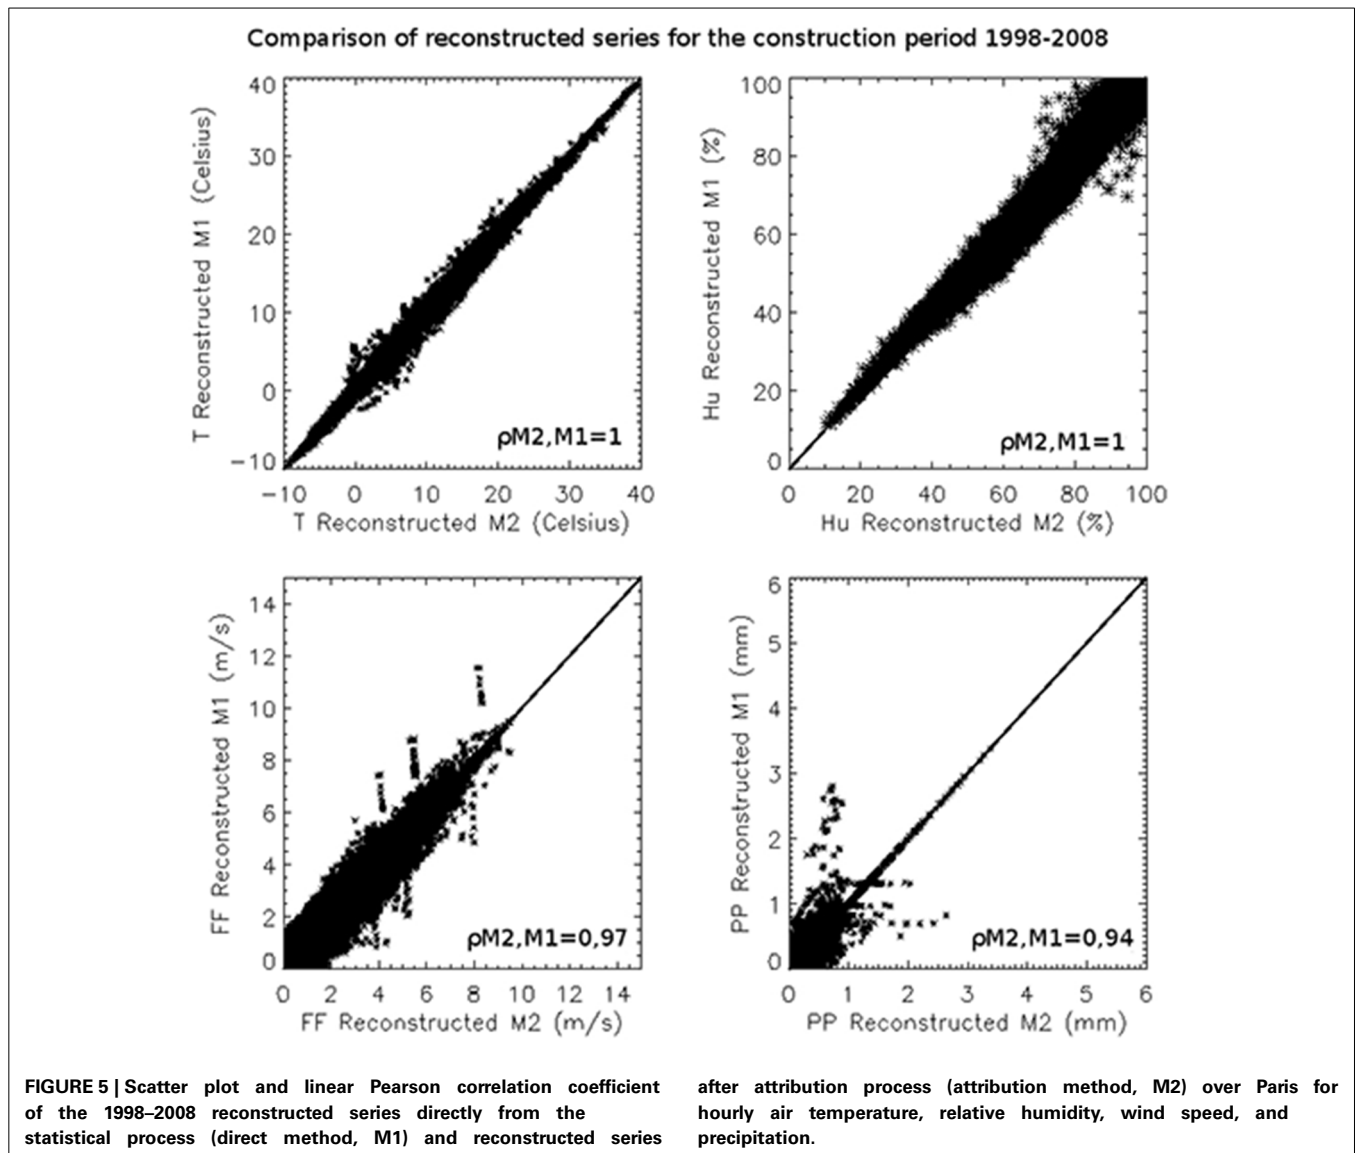 Comparison of reconstructed series for the construction period 1998-2008
40
30
20
10
0
−10
T Reconstructed M1 (Celsius)
ρM2,M1=1
−10 0 10 20 30 40
T Reconstructed M2 (Celsius)
100
80
60
40
20
0
Hu Reconstructed M1 (%)
ρM2,M1=1
0 20 40 60 80 100
Hu Reconstructed M2 (%)
14
12
10
8
6
4
2
0
FF Reconstructed M1 (m/s)
ρM2,M1=0,97
0 2 4 6 8 10 12 14
FF Reconstructed M2 (m/s)
6
5
4
3
2
1
0
PP Reconstructed M1 (mm)
ρM2,M1=0,94
0 1 2 3 4 5 6
PP Reconstructed M2 (mm)
FIGURE 5 | Scatter plot and linear Pearson correlation coefficient
of the 1998–2008 reconstructed series directly from the
statistical process (direct method, M1) and reconstructed series
after attribution process (attribution method, M2) over Paris for
hourly air temperature, relative humidity, wind speed, and
precipitation.